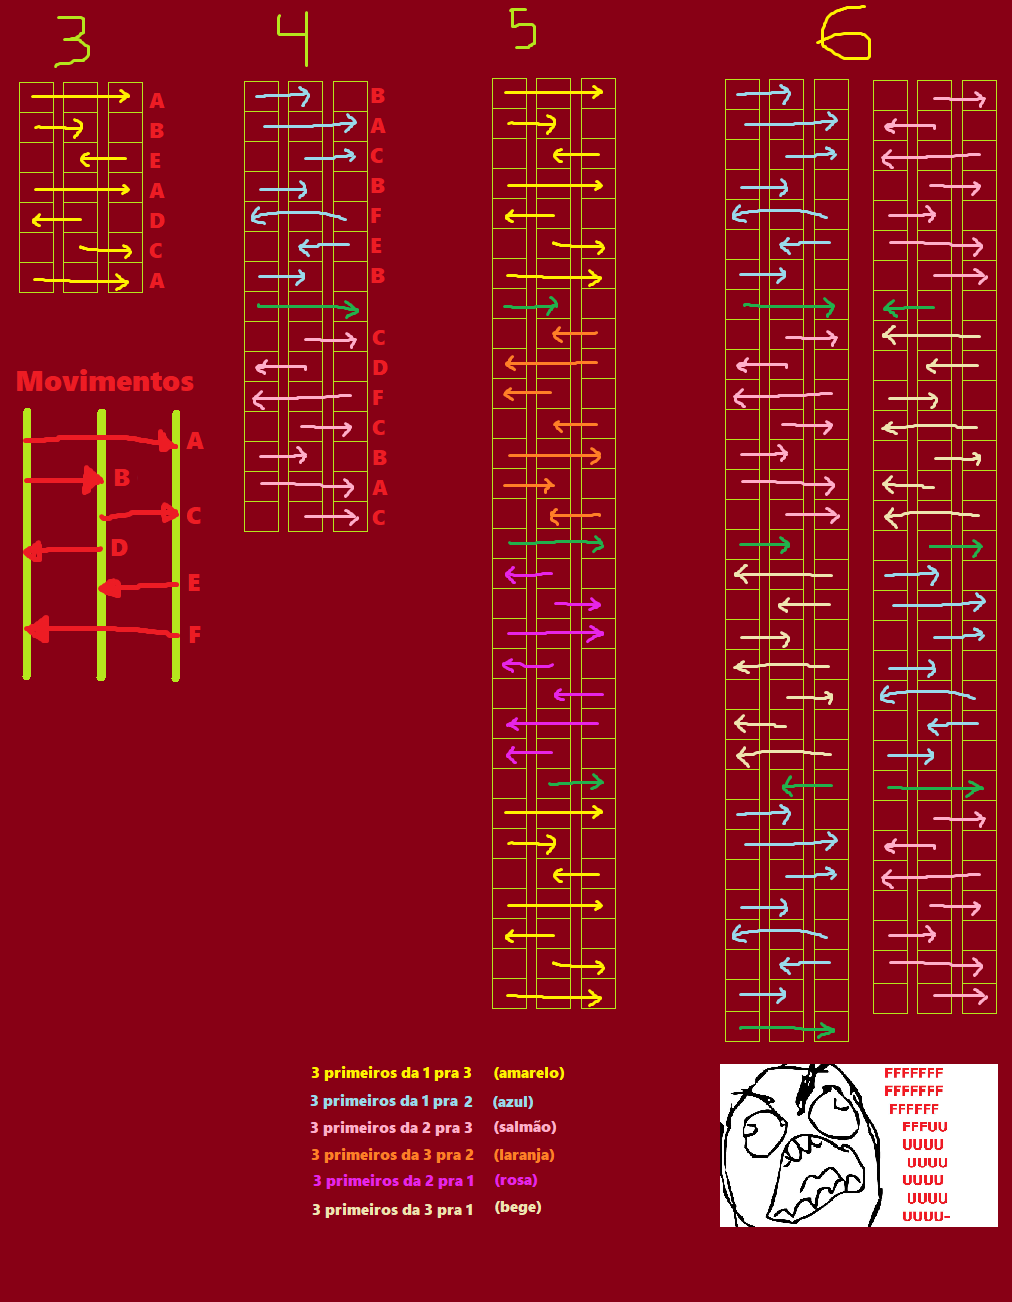 3 4 5 6
A
B
E
A
D
C
A
B
A
C
B
F
E
B
C
D
F
C
B
A
C
Movimentos
A
B
C
D
E
F
3 primeiros da 1 pra 3 (amarelo)
3 primeiros da 1 pra 2 (azul)
3 primeiros da 2 pra 3 (salmão)
3 primeiros da 3 pra 2 (laranja)
3 primeiros da 2 pra 1 (rosa)
3 primeiros da 3 pra 1 (bege)
FFFFFFF
FFFFFFF
FFFFFF
FFFUU
UUUU
UUUU
UUUU
UUUU
UUUU-